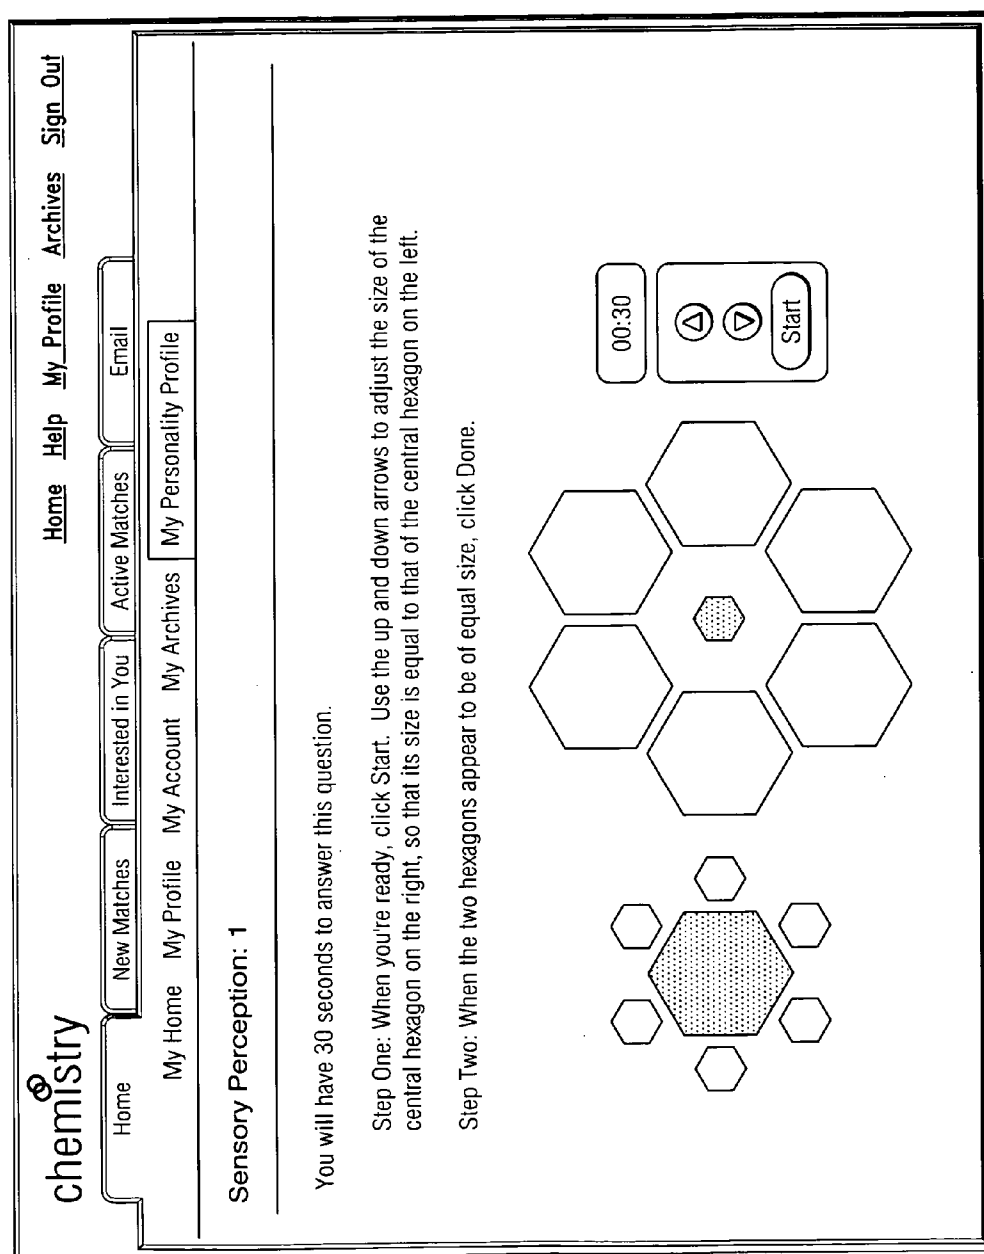 chemistry
Home Help My_Profile Archives Sign Out
Home New Matches Interested in You Active Matches Email
My Home My Profile My Account My Archives My Personality Profile
Sensory Perception: 1
You will have 30 seconds to answer this question.
Step One: When you're ready, click Start. Use the up and down arrows to adjust the size of the
central hexagon on the right, so that its size is equal to that of the central hexagon on the left.
Step Two: When the two hexagons appear to be of equal size, click Done.
00:30
Start